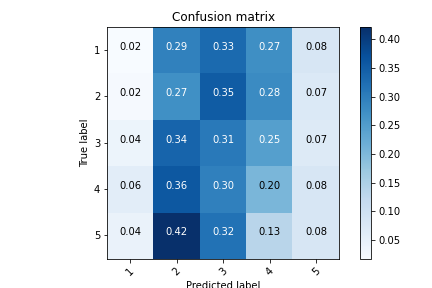 Confusion matrix
True label
1 0.02 0.29 0.33 0.27 0.08
2 0.02 0.27 0.35 0.28 0.07
3 0.04 0.34 0.31 0.25 0.07
4 0.06 0.36 0.30 0.20 0.08
5 0.04 0.42 0.32 0.13 0.08
1 2 3 4 5
Predicted label
0.40
0.35
0.30
0.25
0.20
0.15
0.10
0.05